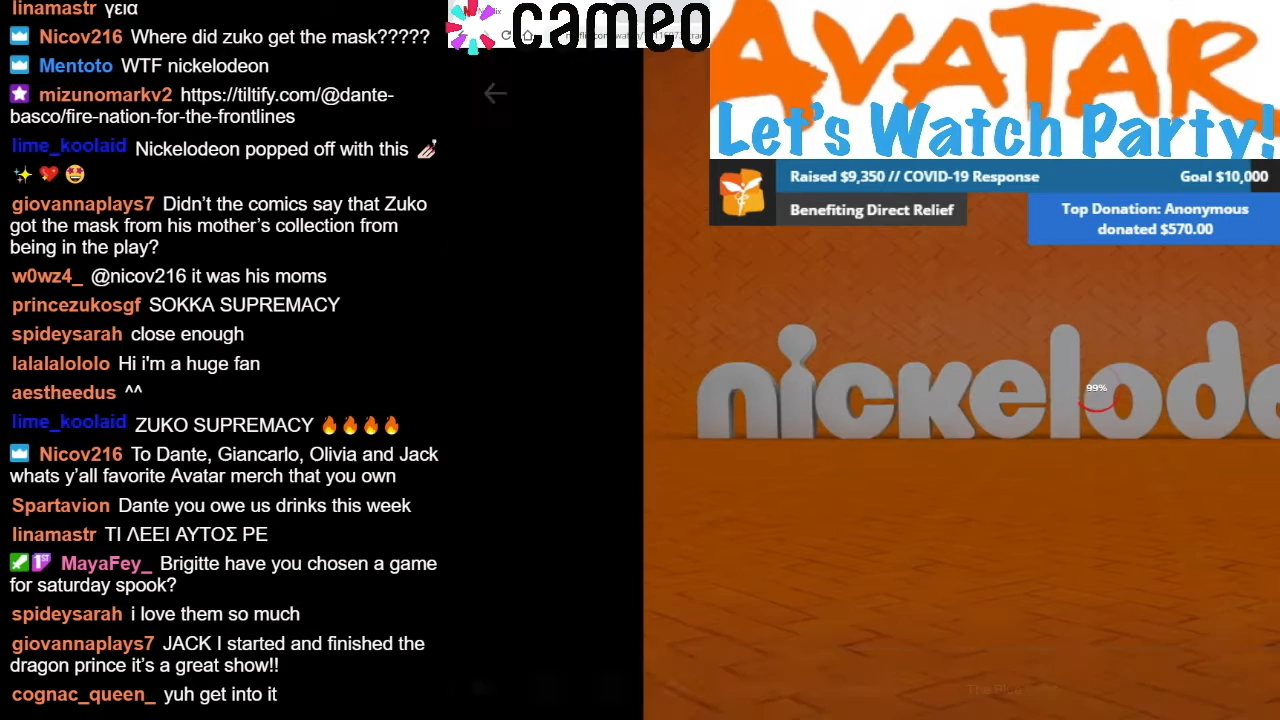 linamastr γεια
Nicov216 Where did zuko get the mask?????
Mentoto WTF nickelodeon
mizunomarkv2 https://tiltify.com/@dante-
basco/fire-nation-for-the-frontlines
lime_koolaid Nickelodeon popped off with this 💅🏻
✨ 💖 🤩
giovannaplays7 Didn't the comics say that Zuko
got the mask from his mother's collection from
being in the play?
w0wz4_ @nicov216 it was his moms
princezukosgf SOKKA SUPREMACY
spideysarah close enough
lalalalololo Hi i'm a huge fan
aestheedus ^^
lime_koolaid ZUKO SUPREMACY 🔥🔥🔥🔥
Nicov216 To Dante, Giancarlo, Olivia and Jack
whats y'all favorite Avatar merch that you own
Spartavion Dante you owe us drinks this week
linamastr ΤΙ ΛΕΕΙ ΑΥΤΟΣ ΡΕ
1ST MayaFey_ Brigitte have you chosen a game
for saturday spook?
spideysarah i love them so much
giovannaplays7 JACK I started and finished the
dragon prince it's a great show!!
cognac_queen_ yuh get into it
cameo
AVATAR
Let's Watch Party!
Raised $9,350 // COVID-19 Response Goal $10,000
Benefiting Direct Relief
Top Donation: Anonymous
donated $570.00
nickelodeo
99%